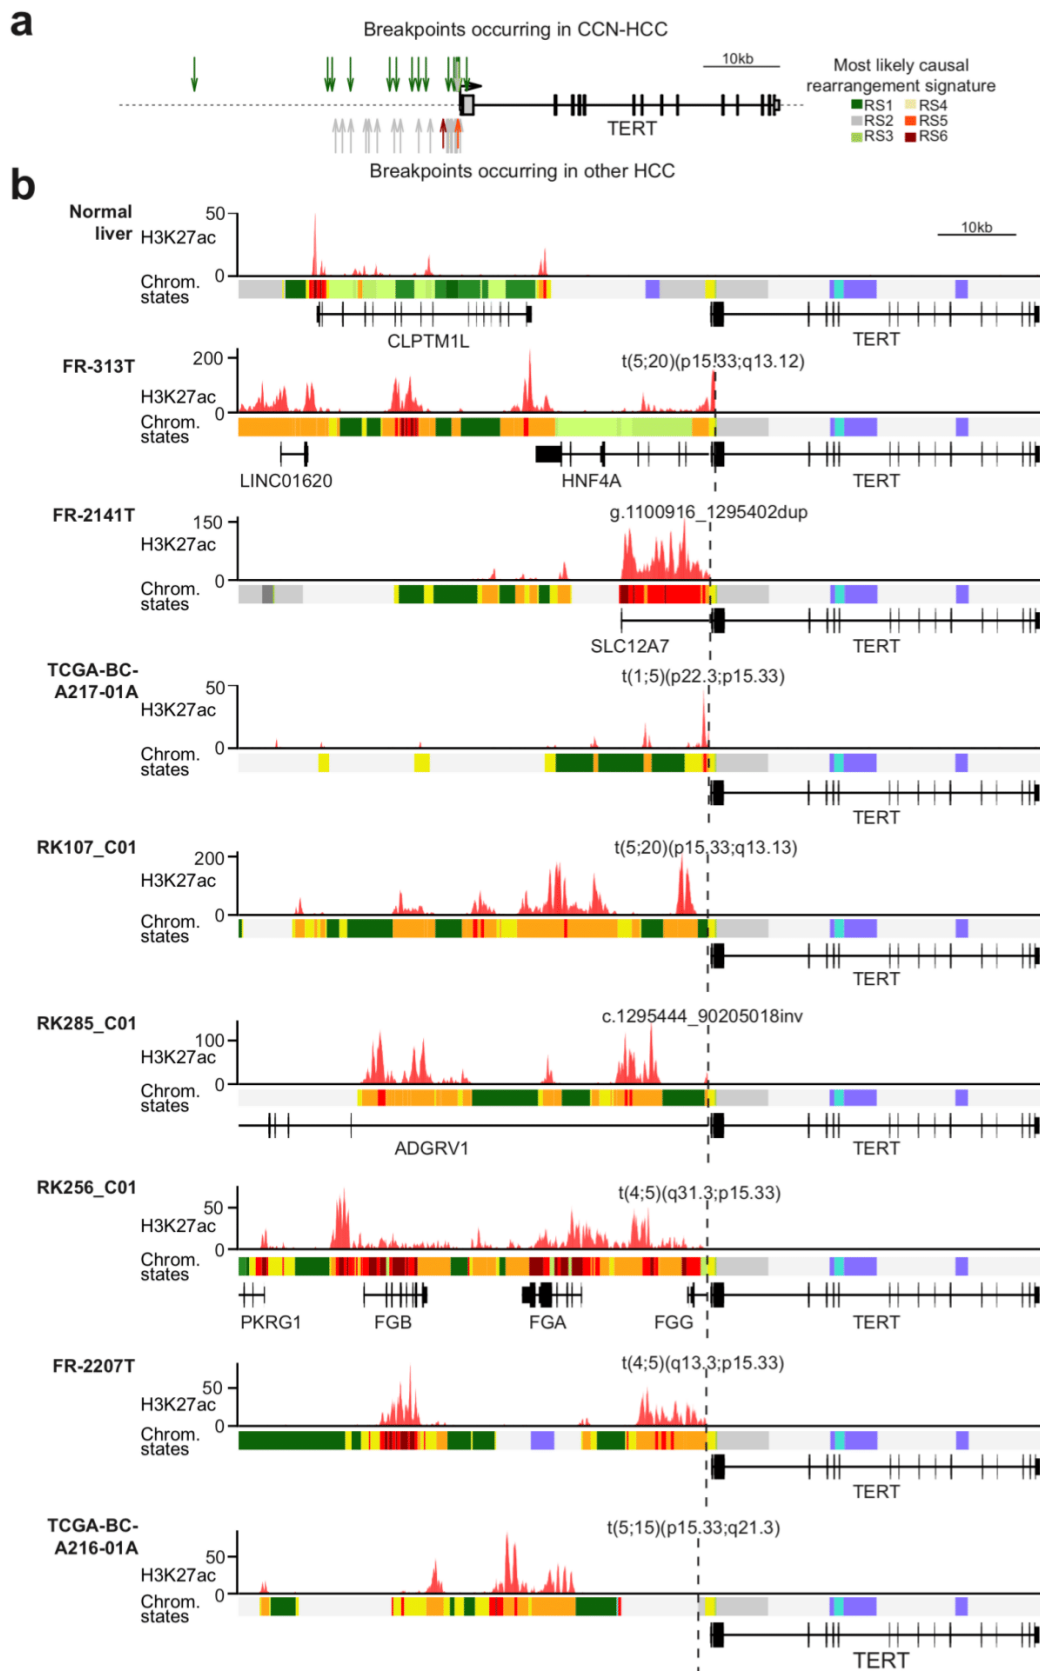 a
Breakpoints occurring in CCN-HCC
10kb
Most likely causal
rearrangement signature
RS1 RS4
RS2 RS5
RS3 RS6
TERT
Breakpoints occurring in other HCC
b
Normal
liver
H3K27ac
50
0
10kb
Chrom.
states
CLPTM1L
TERT
FR-313T
t(5;20)(p15.33;q13.12)
200
H3K27ac
0
Chrom.
states
LINC01620
HNF4A
TERT
FR-2141T
g.1100916_1295402dup
150
H3K27ac
0
Chrom.
states
SLC12A7
TERT
TCGA-BC-
A217-01A
t(1;5)(p22.3;p15.33)
50
H3K27ac
0
Chrom.
states
TERT
RK107_C01
t(5;20)(p15.33;q13.13)
200
H3K27ac
0
Chrom.
states
TERT
RK285_C01
c.1295444_90205018inv
100
H3K27ac
0
Chrom.
states
ADGRV1
TERT
RK256_C01
t(4;5)(q31.3;p15.33)
50
H3K27ac
0
Chrom.
states
PKRG1
FGB
FGA
FGG
TERT
FR-2207T
t(4;5)(q13.3;p15.33)
50
H3K27ac
0
Chrom.
states
TERT
TCGA-BC-
A216-01A
t(5;15)(p15.33;q21.3)
50
H3K27ac
0
Chrom.
states
TERT